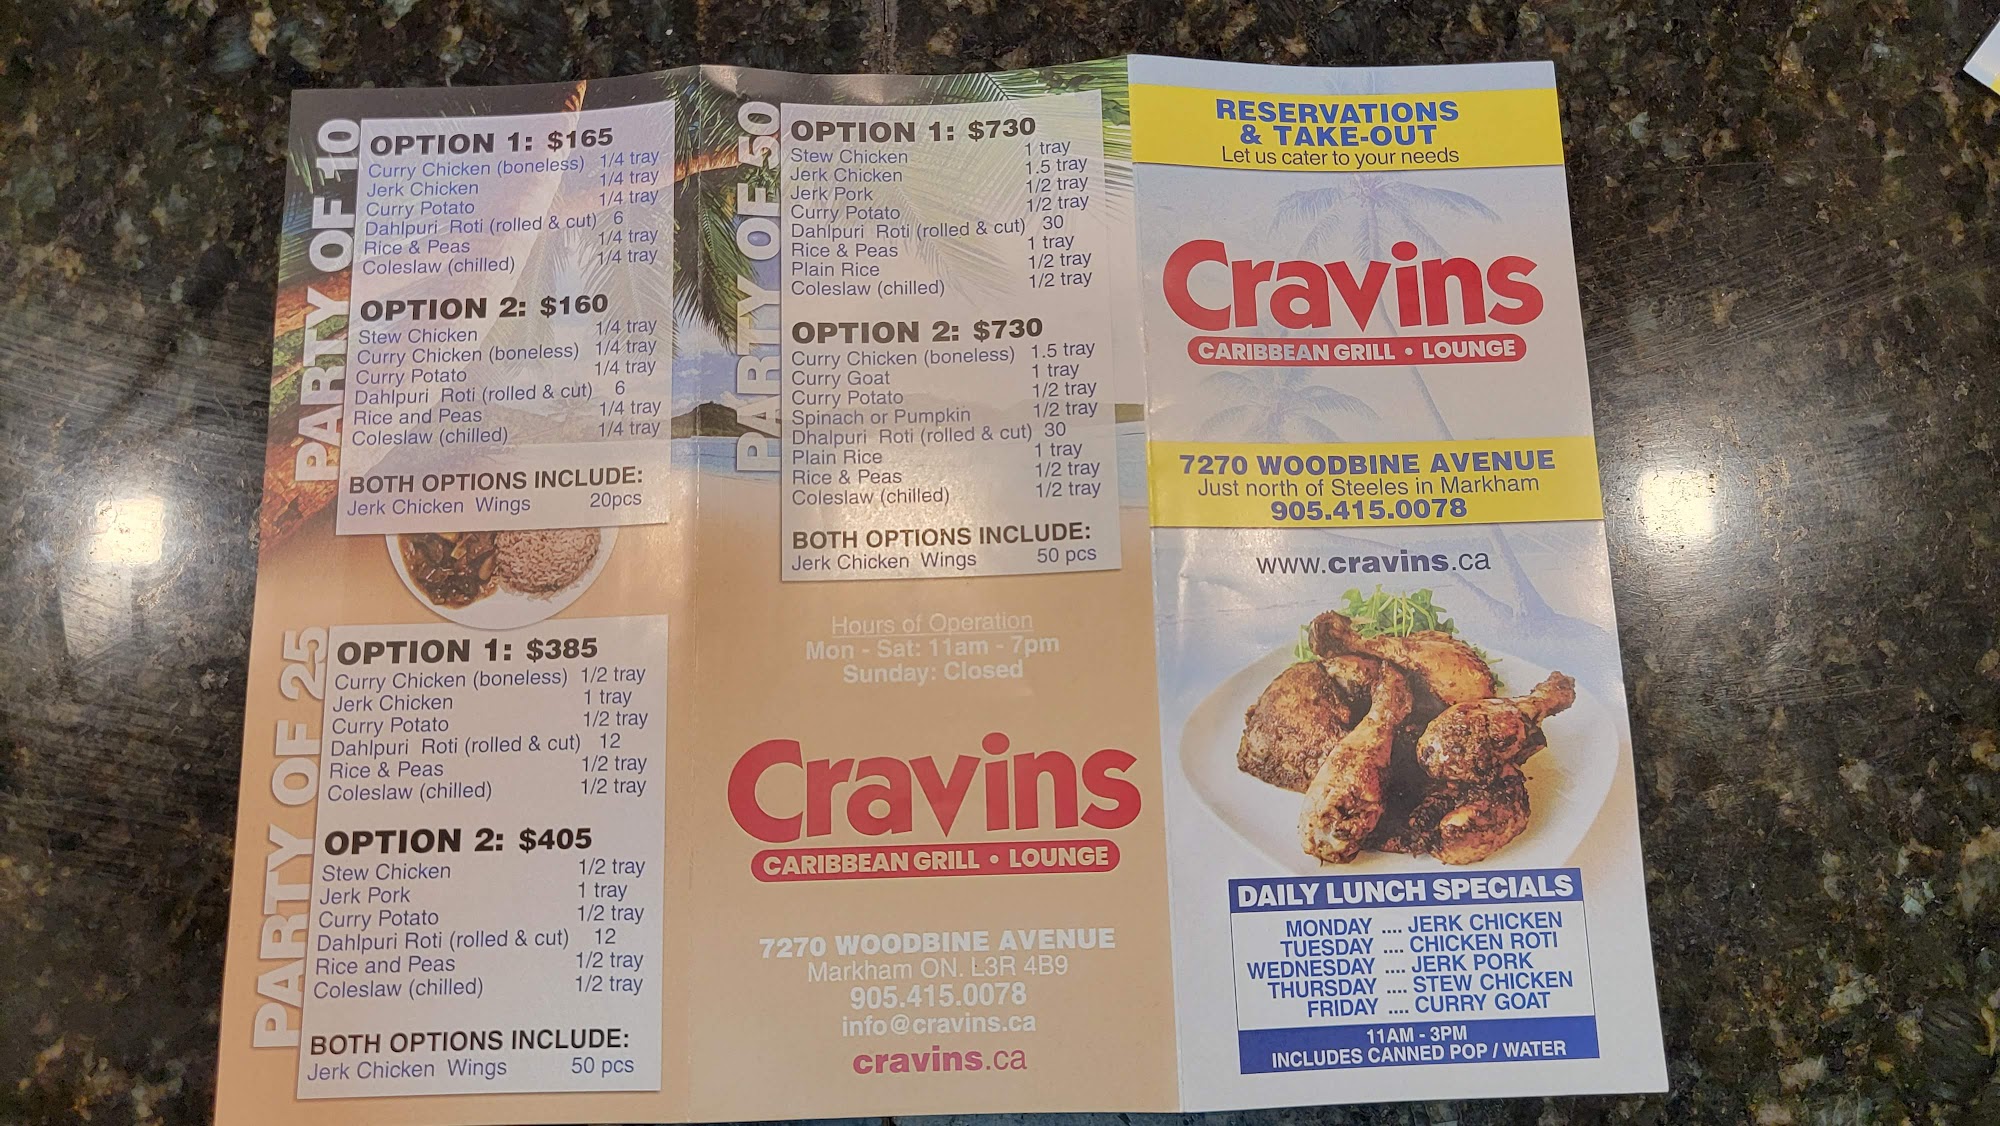 PARTY OF 10
OPTION 1: $165
Curry Chicken (boneless) 1/4 tray
Jerk Chicken 1/4 tray
Curry Potato 1/4 tray
Dahlpuri Roti (rolled & cut) 6
Rice & Peas 1/4 tray
Coleslaw (chilled) 1/4 tray
OPTION 2: $160
Stew Chicken 1/4 tray
Curry Chicken (boneless) 1/4 tray
Curry Potato 1/4 tray
Dahlpuri Roti (rolled & cut) 6
Rice and Peas 1/4 tray
Coleslaw (chilled) 1/4 tray
BOTH OPTIONS INCLUDE:
Jerk Chicken Wings 20pcs
PARTY OF 25
OPTION 1: $385
Curry Chicken (boneless) 1/2 tray
Jerk Chicken 1 tray
Curry Potato 1/2 tray
Dahlpuri Roti (rolled & cut) 12
Rice & Peas 1/2 tray
Coleslaw (chilled) 1/2 tray
OPTION 2: $405
Stew Chicken 1/2 tray
Jerk Pork 1 tray
Curry Potato 1/2 tray
Dahlpuri Roti (rolled & cut) 12
Rice and Peas 1/2 tray
Coleslaw (chilled) 1/2 tray
BOTH OPTIONS INCLUDE:
Jerk Chicken Wings 50 pcs
PARTY OF 50
OPTION 1: $730
Stew Chicken 1 tray
Jerk Chicken 1.5 tray
Jerk Pork 1/2 tray
Curry Potato 1/2 tray
Dahlpuri Roti (rolled & cut) 30
Rice & Peas 1 tray
Plain Rice 1/2 tray
Coleslaw (chilled) 1/2 tray
OPTION 2: $730
Curry Chicken (boneless) 1.5 tray
Curry Goat 1 tray
Curry Potato 1/2 tray
Spinach or Pumpkin 1/2 tray
Dhalpuri Roti (rolled & cut) 30
Plain Rice 1 tray
Rice & Peas 1/2 tray
Coleslaw (chilled) 1/2 tray
BOTH OPTIONS INCLUDE:
Jerk Chicken Wings 50 pcs
Hours of Operation
Mon - Sat: 11am - 7pm
Sunday: Closed
Cravins
CARIBBEAN GRILL • LOUNGE
7270 WOODBINE AVENUE
Markham ON. L3R 4B9
905.415.0078
info@cravins.ca
cravins.ca
RESERVATIONS
& TAKE-OUT
Let us cater to your needs
Cravins
CARIBBEAN GRILL • LOUNGE
7270 WOODBINE AVENUE
Just north of Steeles in Markham
905.415.0078
www.cravins.ca
DAILY LUNCH SPECIALS
MONDAY .... JERK CHICKEN
TUESDAY .... CHICKEN ROTI
WEDNESDAY .... JERK PORK
THURSDAY .... STEW CHICKEN
FRIDAY .... CURRY GOAT
11AM - 3PM
INCLUDES CANNED POP / WATER